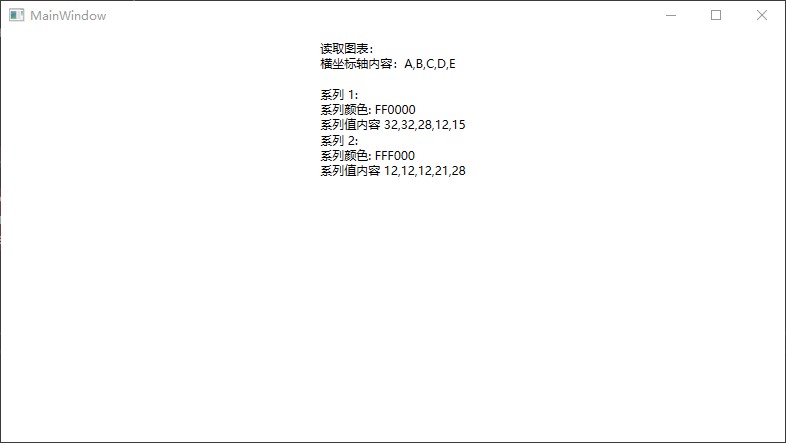 MainWindow
读取图表：
横坐标轴内容：A,B,C,D,E
系列 1:
系列颜色: FF0000
系列值内容 32,32,28,12,15
系列 2:
系列颜色: FFF000
系列值内容 12,12,12,21,28